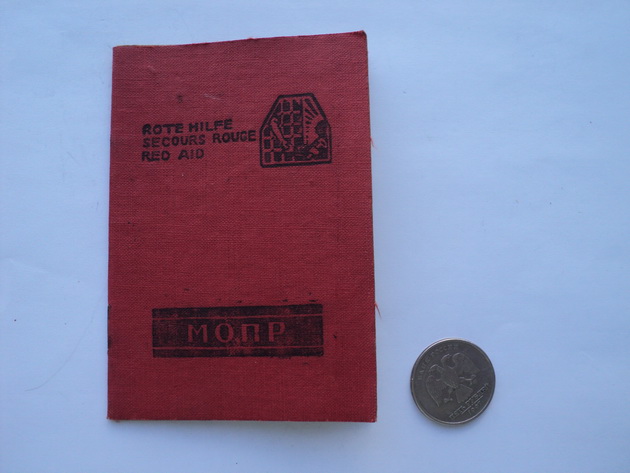 ROTE HILFE
SECOURS ROUGE
RED AID
МОПР